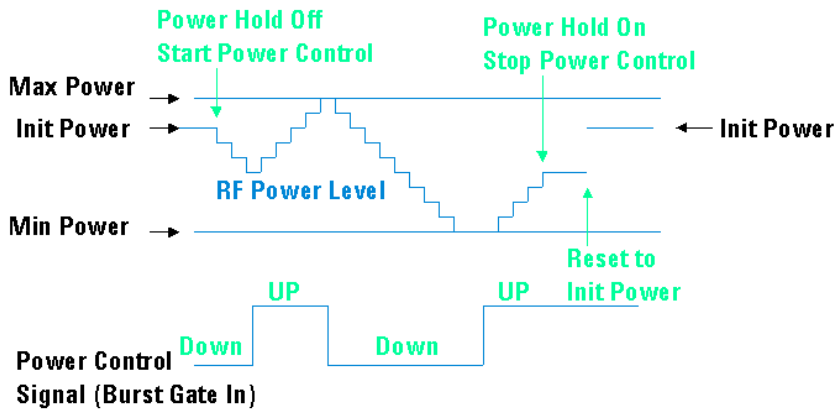 Power Hold Off
Start Power Control
Power Hold On
Stop Power Control
Max Power
Init Power
Init Power
RF Power Level
Min Power
Reset to
Init Power
UP
UP
Down
Down
Power Control
Signal (Burst Gate In)